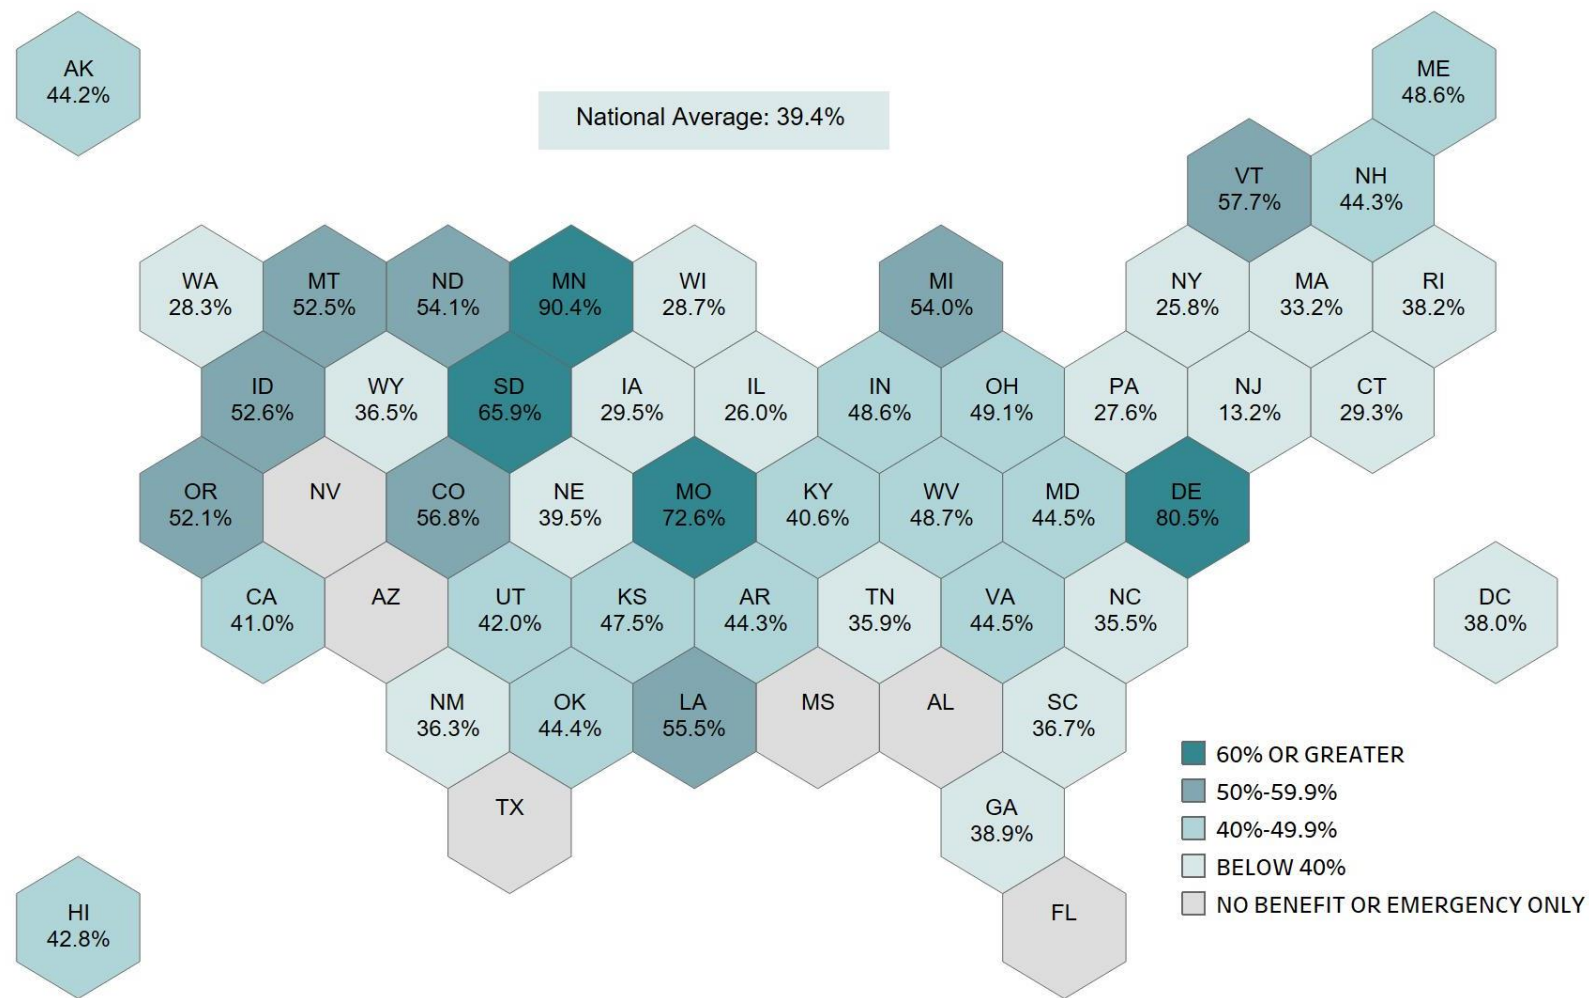 AK
44.2%
ME
48.6%
National Average: 39.4%
VT
57.7%
NH
44.3%
WA
28.3%
MT
52.5%
ND
54.1%
MN
90.4%
WI
28.7%
MI
54.0%
NY
25.8%
MA
33.2%
RI
38.2%
ID
52.6%
WY
36.5%
SD
65.9%
IA
29.5%
IL
26.0%
IN
48.6%
OH
49.1%
PA
27.6%
NJ
13.2%
CT
29.3%
OR
52.1%
NV
CO
56.8%
NE
39.5%
MO
72.6%
KY
40.6%
WV
48.7%
MD
44.5%
DE
80.5%
CA
41.0%
AZ
UT
42.0%
KS
47.5%
AR
44.3%
TN
35.9%
VA
44.5%
NC
35.5%
DC
38.0%
NM
36.3%
OK
44.4%
LA
55.5%
MS
AL
SC
36.7%
TX
GA
38.9%
HI
42.8%
FL
60% OR GREATER
50%-59.9%
40%-49.9%
BELOW 40%
NO BENEFIT OR EMERGENCY ONLY